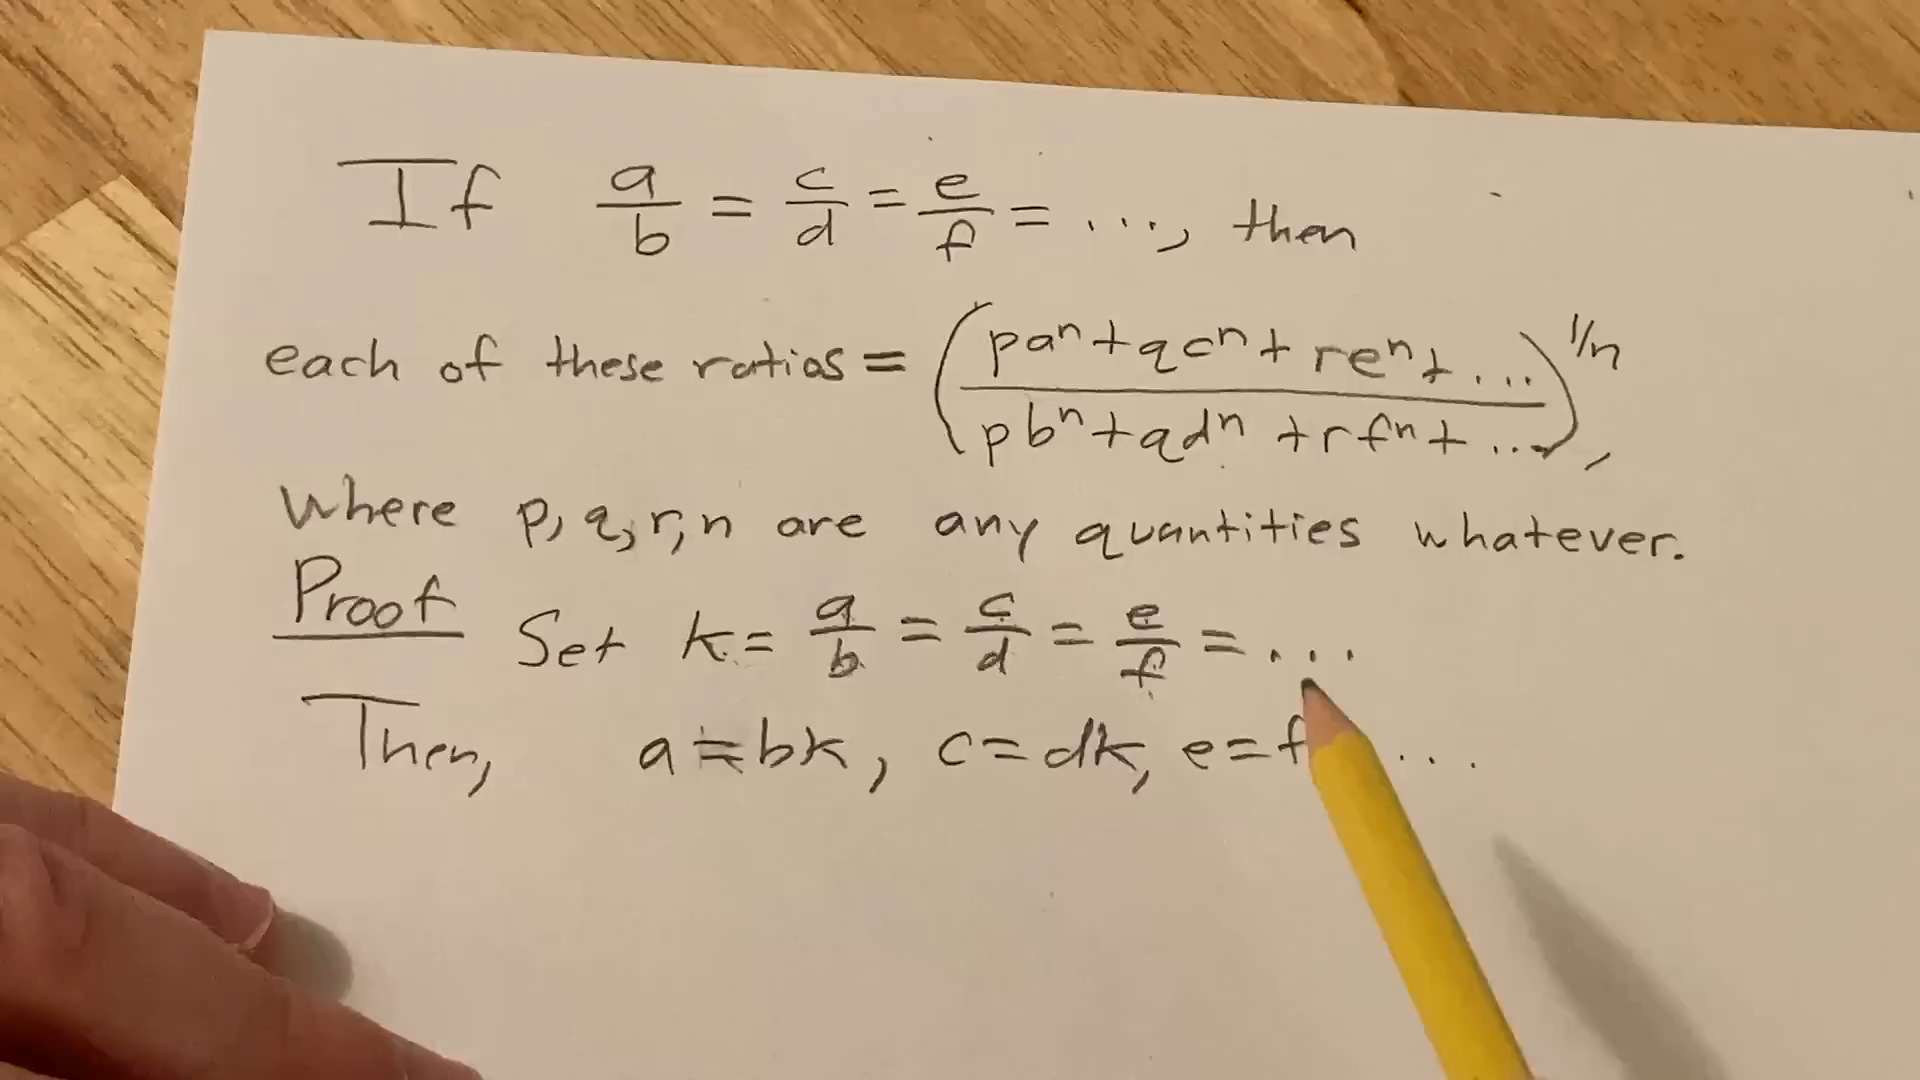 If a/b = c/d = e/f = ..., then
each of these ratios = (pa^n + qc^n + re^n + ... / pb^n + qd^n + rf^n + ...)^1/n,
where p, q, r, n are any quantities whatever.
Proof Set k = a/b = c/d = e/f = ...
Then, a = bk, c = dk, e = f ...